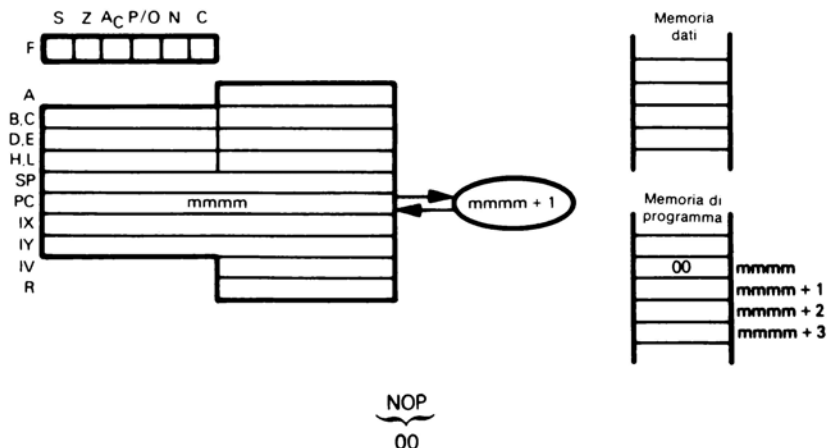 S Z AC P/O N C
F
A
B,C
D,E
H,L
SP
PC mmmm mmmm + 1
IX
IY
IV
R
Memoria
dati
Memoria di
programma
00 mmmm
mmmm + 1
mmmm + 2
mmmm + 3
NOP
00